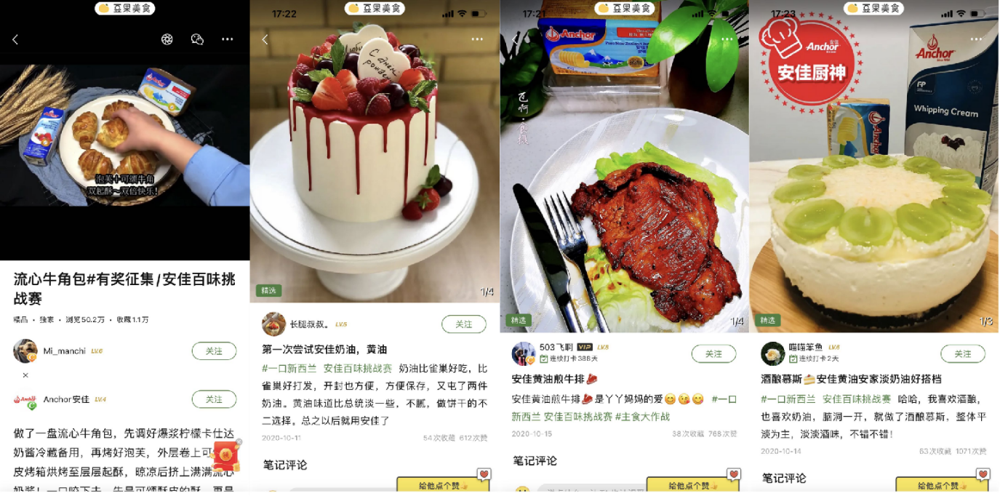 豆果美食
泡芙+可颂牛角
双起酥~双倍快乐!
流心牛角包#有奖征集/安佳百味挑
战赛
精品 · 独家 · 浏览50.2万 · 收藏1.1万
Mi_manchi LV.6
关注
×
Anchor安佳 LV.4
关注
做了一盘流心牛角包，先调好爆浆柠檬卡仕达
奶酱冷藏备用，再烤好泡芙，外层卷上可
皮烤箱烘烤至层层起酥，晾凉后挤上满满流心
领
17:22
豆果美食
С днем
рождения
精选
1/4
长腿叔叔。 LV.5
关注
第一次尝试安佳奶油，黄油
#一口新西兰 安佳百味挑战赛 奶油比雀巢好吃，比
雀巢好打发，开封也方便，方便保存，又屯了两件
奶油。黄油味道比总统淡一些，不腻，做饼干的不
二选择。总之以后就用安佳了
2020-10-11
54次收藏 612次赞
笔记评论
给他点个赞👍
17:21
豆果美食
Anchor
Pure New Zealand
精选
1/4
503飞啊 VIP LV.8
连续打卡388天
关注
安佳黄油煎牛排🥩
安佳黄油煎牛排🥩是丫丫妈妈的爱😋😘😋 #一口
新西兰 安佳百味挑战赛 #主食大作战
2020-10-15
38次收藏 768次赞
笔记评论
给他点个赞👍
17:23
豆果美食
安佳
Anchor
安佳厨神
Anchor
FP
Whipping Cream
Anchor
精选
1/3
喵喵笨鱼 LV.6
连续打卡2天
关注
酒酿慕斯🍰安佳黄油安家淡奶油好搭档
#一口新西兰 安佳百味挑战赛 哈哈，我喜欢酒酿，
也喜欢奶油，脑洞一开，就做了酒酿慕斯，整体平
淡为主，淡淡酒味，不错不错！
2020-10-14
63次收藏 1071次赞
笔记评论
给他点个赞👍